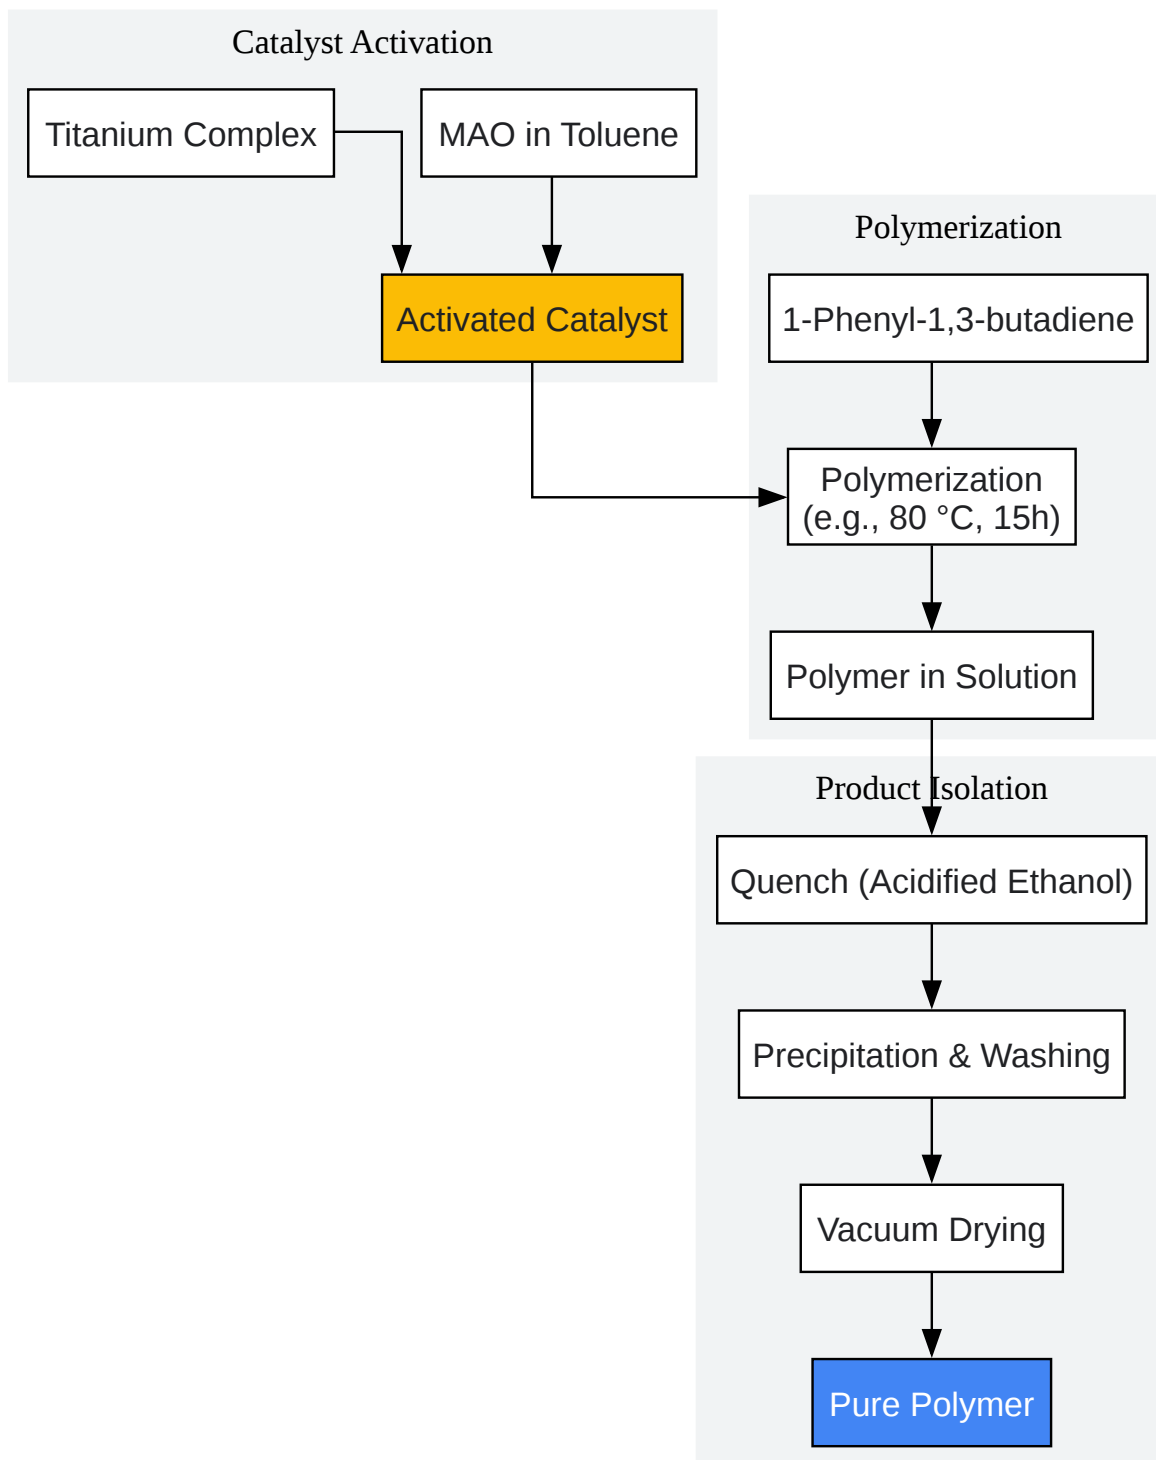 Catalyst Activation
Titanium Complex
MAO in Toluene
Activated Catalyst
Polymerization
1-Phenyl-1,3-butadiene
Polymerization
(e.g., 80 °C, 15h)
Polymer in Solution
Product Isolation
Quench (Acidified Ethanol)
Precipitation & Washing
Vacuum Drying
Pure Polymer